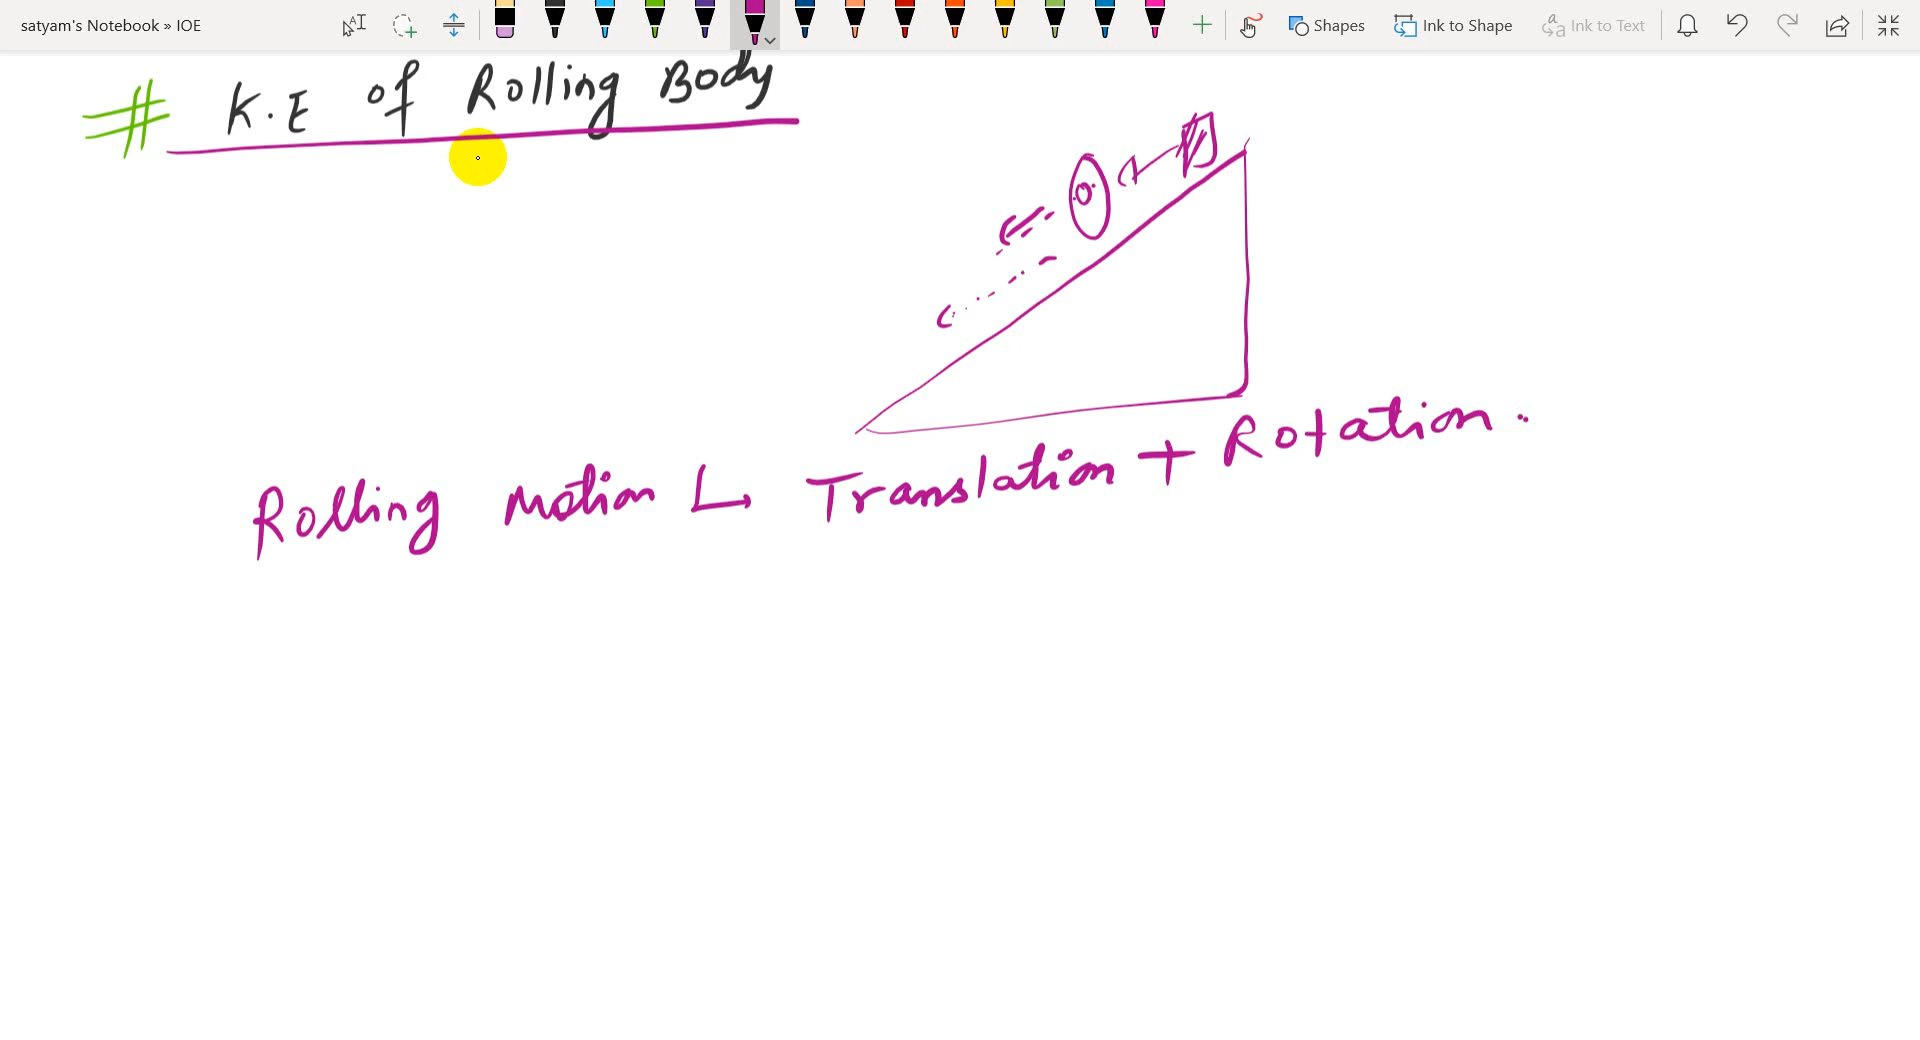 satyam's Notebook » IOE
Shapes
Ink to Shape
Ink to Text
# K.E of Rolling Body
Rolling Motion ↳ Translation + Rotation.